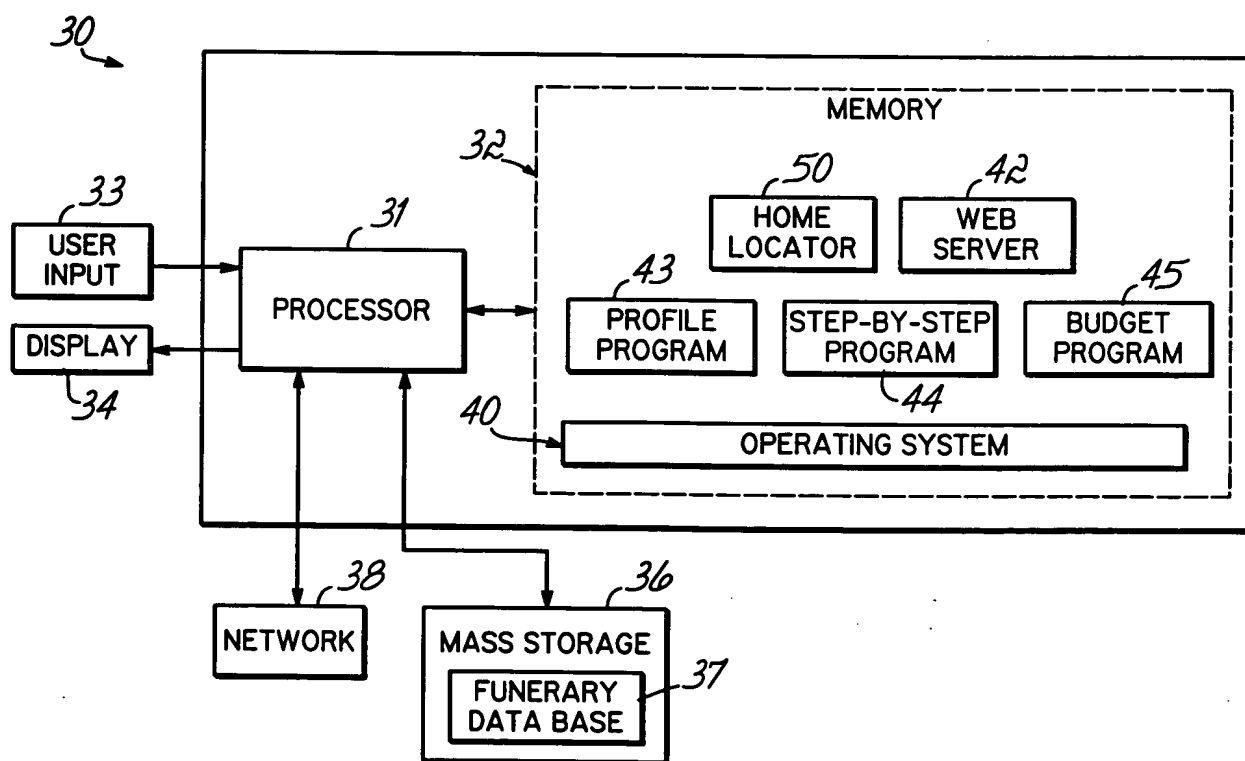 30
MEMORY
32
50
HOME
LOCATOR
42
WEB
SERVER
33
USER
INPUT
31
PROCESSOR
43
PROFILE
PROGRAM
STEP-BY-STEP
PROGRAM
44
45
BUDGET
PROGRAM
DISPLAY
34
40
OPERATING SYSTEM
38
NETWORK
36
MASS STORAGE
37
FUNERARY
DATA BASE